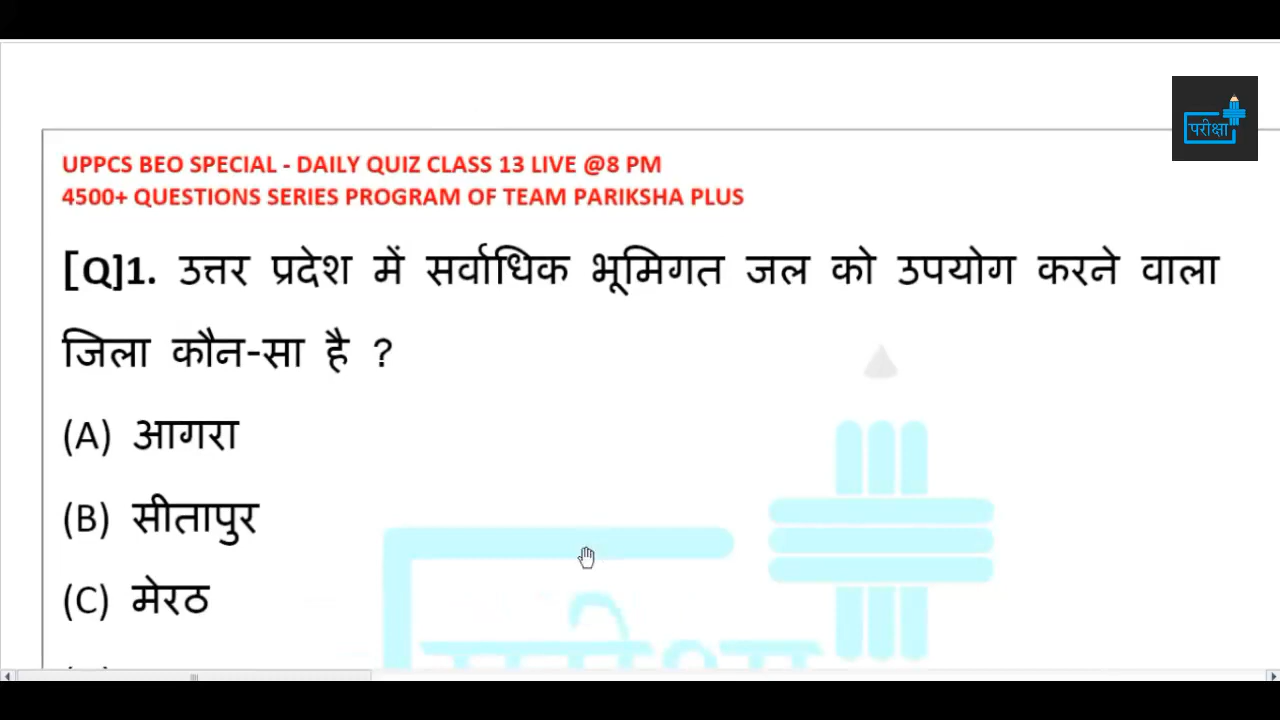 परीक्षा
UPPCS BEO SPECIAL - DAILY QUIZ CLASS 13 LIVE @8 PM
4500+ QUESTIONS SERIES PROGRAM OF TEAM PARIKSHA PLUS
[Q]1. उत्तर प्रदेश में सर्वाधिक भूमिगत जल को उपयोग करने वाला
जिला कौन-सा है ?
(A) आगरा
(B) सीतापुर
(C) मेरठ